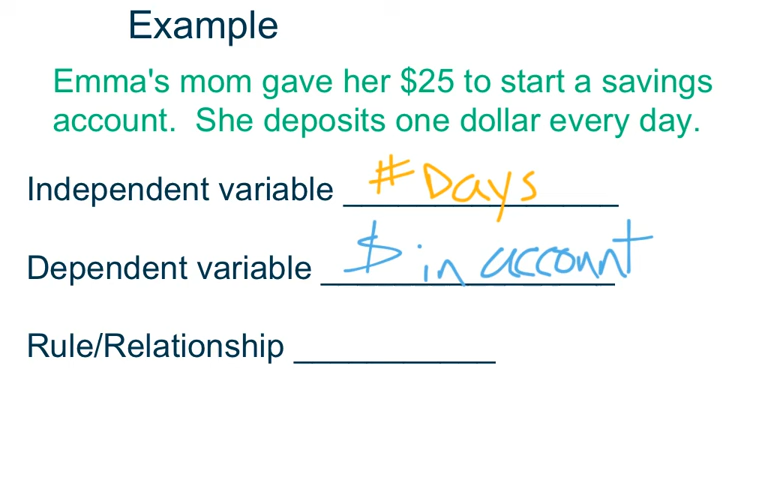 Example
Emma's mom gave her $25 to start a savings
account.  She deposits one dollar every day.
Independent variable # Days
Dependent variable $ in account
Rule/Relationship ___________